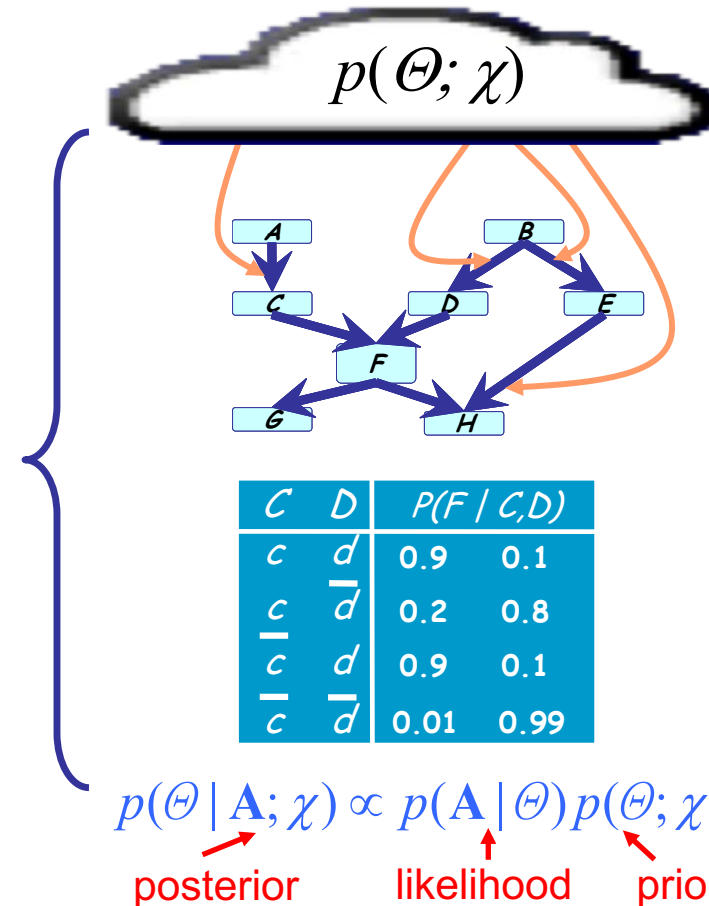 p(Θ; χ)
A B
C D E
F
G H
C D P(F | C,D)
c d 0.9 0.1
c d̅ 0.2 0.8
c̅ d 0.9 0.1
c̅ d̅ 0.01 0.99
p(Θ | A; χ) ∝ p(A | Θ) p(Θ; χ
posterior likelihood prio